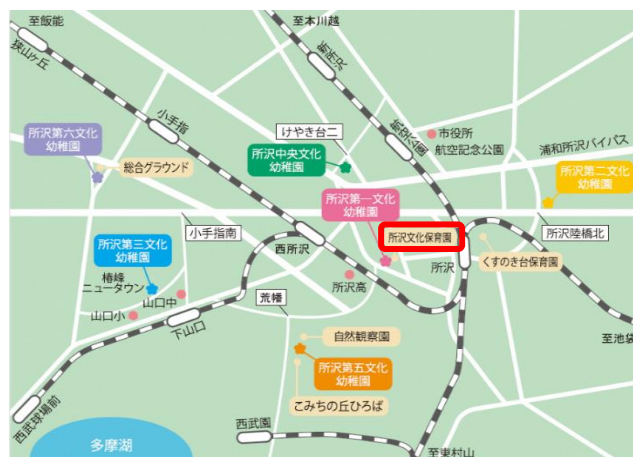 至飯能
至本川越
狭山ヶ丘
新所沢
小手指
けやき台二
航空公園
市役所
航空記念公園
浦和所沢バイパス
所沢第六文化
幼稚園
総合グラウンド
所沢中央文化
幼稚園
所沢第二文化
幼稚園
所沢第一文化
幼稚園
小手指南
所沢文化保育園
所沢陸橋北
所沢第三文化
幼稚園
西所沢
所沢
くすのき台保育園
椿峰
ニュータウン
山口中
所沢高
荒幡
山口小
下山口
自然観察園
至池袋
所沢第五文化
幼稚園
こみちの丘ひろば
西武球場前
西武園
多摩湖
至東村山